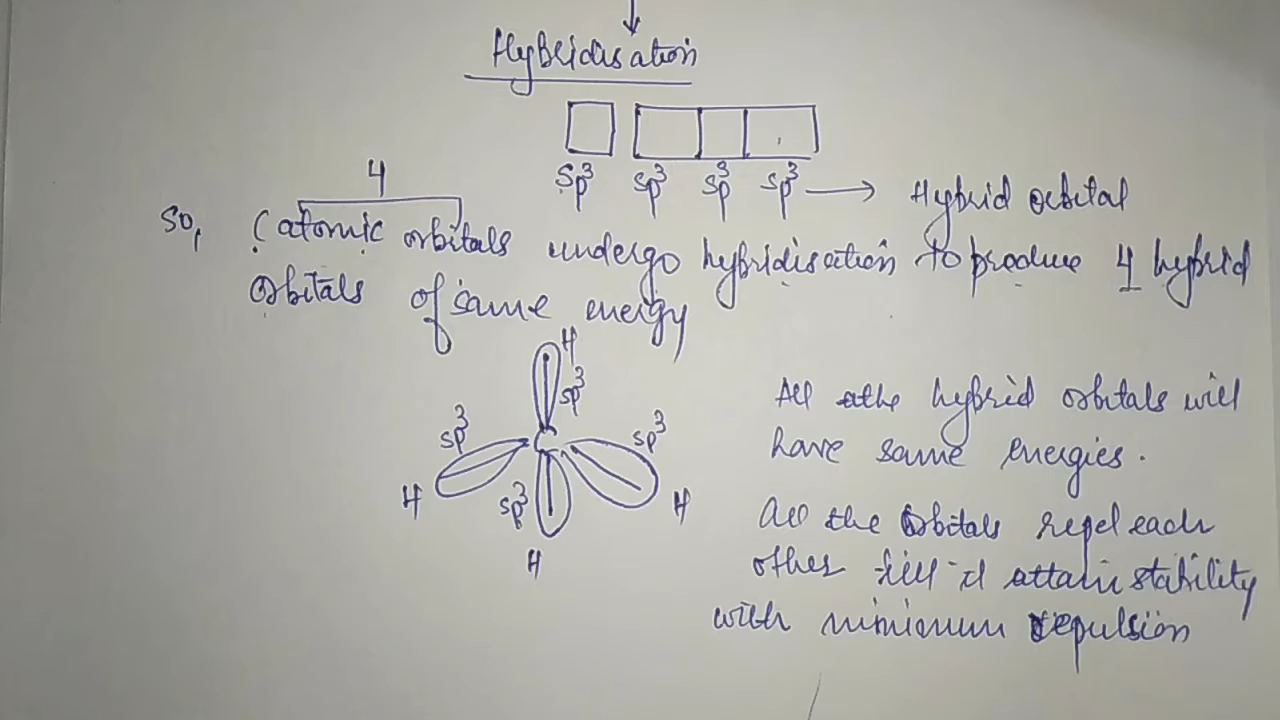 Hybridisation
sp³ sp³ sp³ sp³ → Hybrid orbital
4
So, (atomic orbitals undergo hybridisation to produce 4 hybrid
orbitals of same energy
H
sp³
sp³
sp³
C
H
sp³
H
H
All the hybrid orbitals will
have same energies.
All the orbitals repel each
other till it attain stability
with minimum repulsion